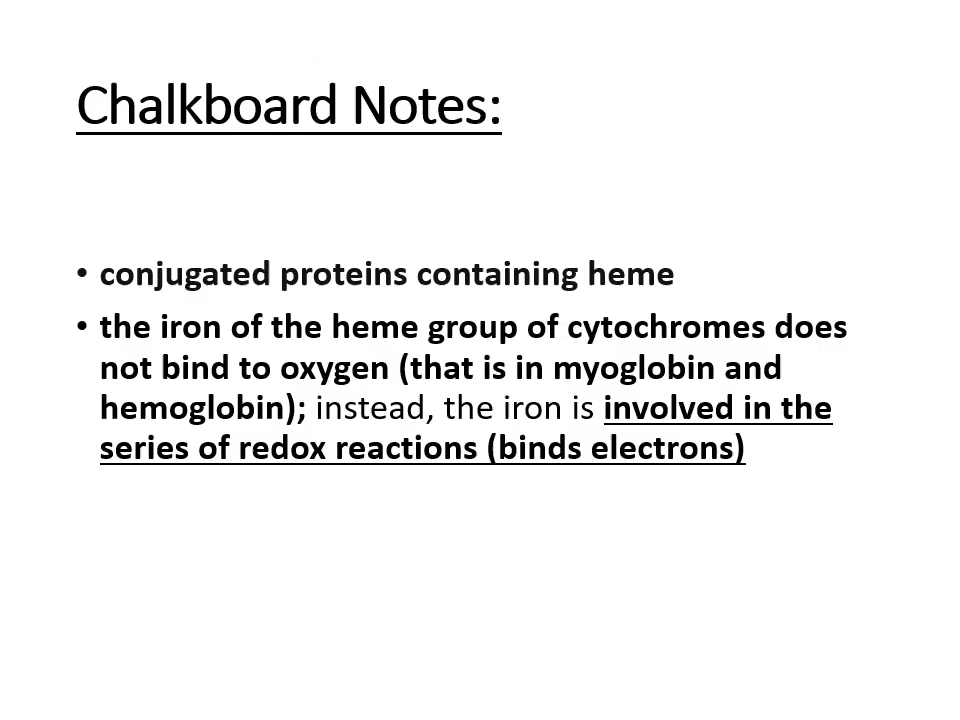 Chalkboard Notes:
• conjugated proteins containing heme
• the iron of the heme group of cytochromes does
not bind to oxygen (that is in myoglobin and
hemoglobin); instead, the iron is involved in the
series of redox reactions (binds electrons)